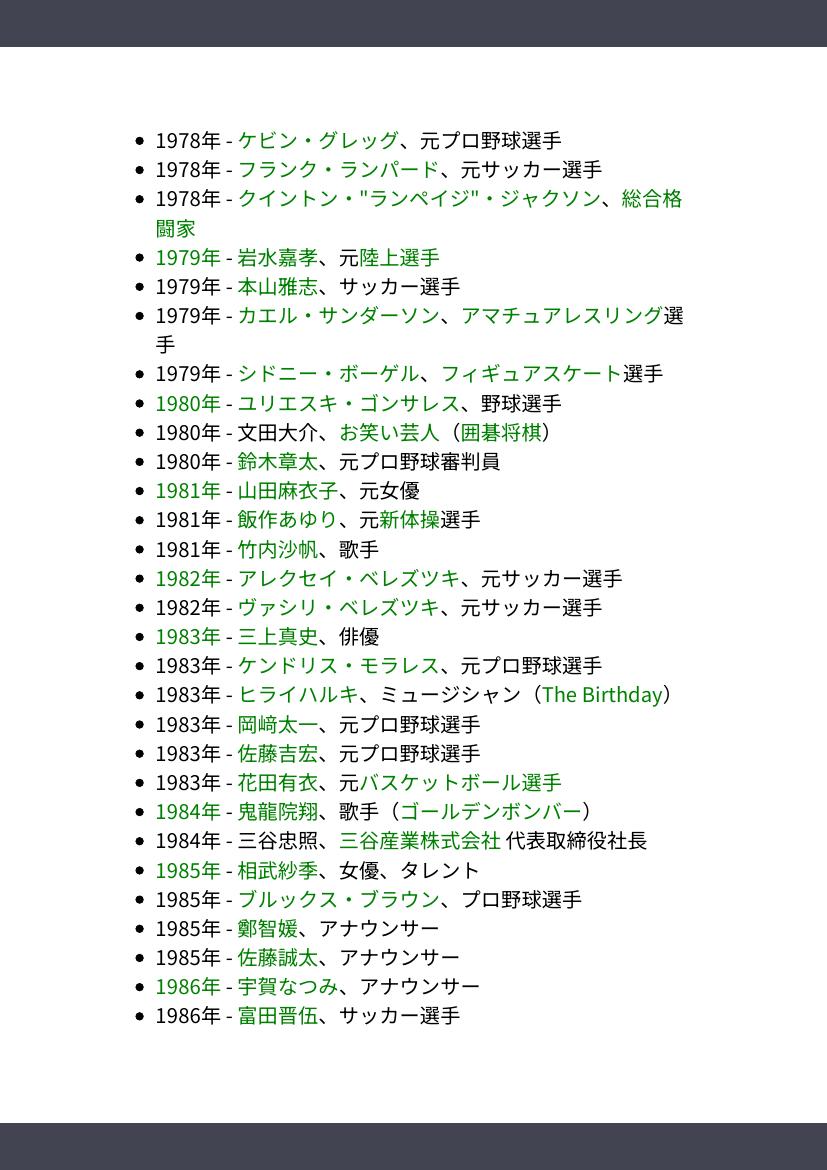 • 1978年 - ケビン・グレッグ、元プロ野球選手
• 1978年 - フランク・ランパード、元サッカー選手
• 1978年 - クイントン・"ランペイジ"・ジャクソン、総合格
闘家
• 1979年 - 岩水嘉孝、元陸上選手
• 1979年 - 本山雅志、サッカー選手
• 1979年 - カエル・サンダーソン、アマチュアレスリング選
手
• 1979年 - シドニー・ボーゲル、フィギュアスケート選手
• 1980年 - ユリエスキ・ゴンサレス、野球選手
• 1980年 - 文田大介、お笑い芸人（囲碁将棋）
• 1980年 - 鈴木章太、元プロ野球審判員
• 1981年 - 山田麻衣子、元女優
• 1981年 - 飯作あゆり、元新体操選手
• 1981年 - 竹内沙帆、歌手
• 1982年 - アレクセイ・ベレズツキ、元サッカー選手
• 1982年 - ヴァシリ・ベレズツキ、元サッカー選手
• 1983年 - 三上真史、俳優
• 1983年 - ケンドリス・モラレス、元プロ野球選手
• 1983年 - ヒライハルキ、ミュージシャン（The Birthday）
• 1983年 - 岡﨑太一、元プロ野球選手
• 1983年 - 佐藤吉宏、元プロ野球選手
• 1983年 - 花田有衣、元バスケットボール選手
• 1984年 - 鬼龍院翔、歌手（ゴールデンボンバー）
• 1984年 - 三谷忠照、三谷産業株式会社 代表取締役社長
• 1985年 - 相武紗季、女優、タレント
• 1985年 - ブルックス・ブラウン、プロ野球選手
• 1985年 - 鄭智媛、アナウンサー
• 1985年 - 佐藤誠太、アナウンサー
• 1986年 - 宇賀なつみ、アナウンサー
• 1986年 - 富田晋伍、サッカー選手